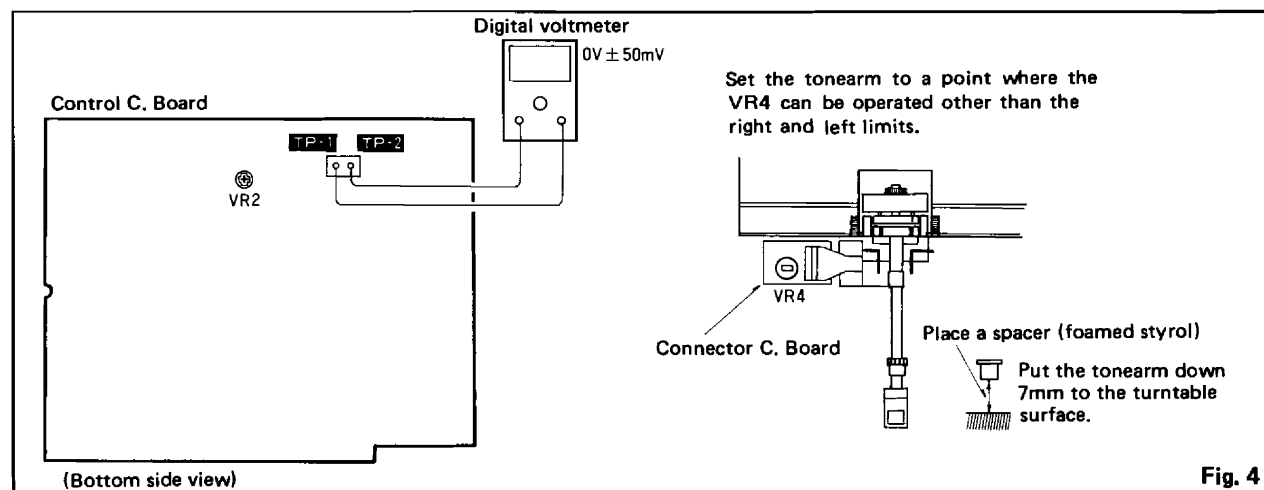 Digital voltmeter
0V ± 50mV
Control C. Board
TP-1 TP-2
VR2
(Bottom side view)
Set the tonearm to a point where the
VR4 can be operated other than the
right and left limits.
VR4
Connector C. Board
Place a spacer (foamed styrol)
Put the tonearm down
7mm to the turntable
surface.
Fig. 4